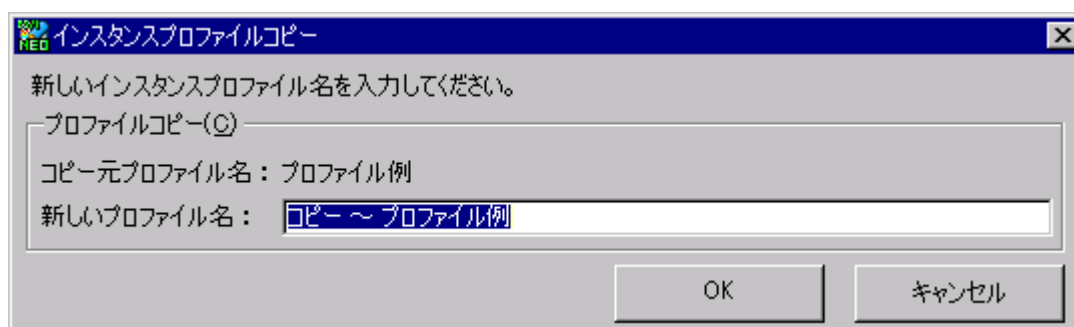 インスタンスプロファイルコピー
新しいインスタンスプロファイル名を入力してください。
プロファイルコピー(C)
コピー元プロファイル名： プロファイル例
新しいプロファイル名： コピー ～ プロファイル例
OK キャンセル